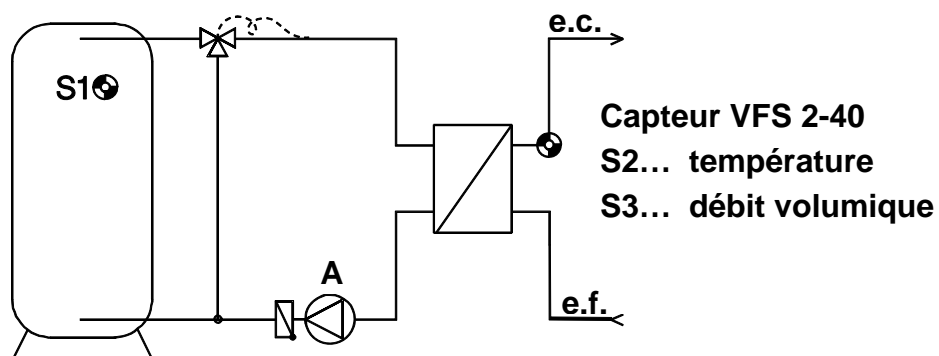 e.c.
S1
Capteur VFS 2-40
S2… température
S3… débit volumique
A
e.f.